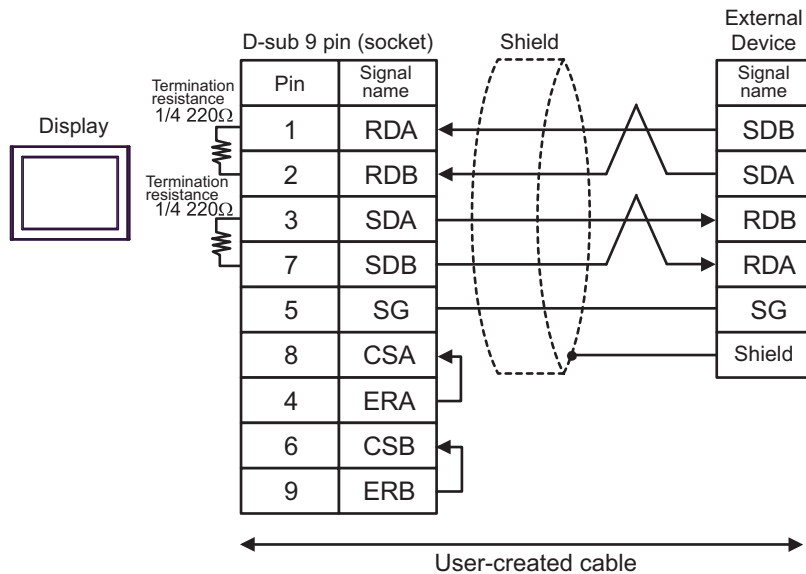 External
Device
D-sub 9 pin (socket)
Shield
Display
Termination
resistance
1/4 220Ω
Termination
resistance
1/4 220Ω
Pin Signal name
1 RDA
2 RDB
3 SDA
7 SDB
5 SG
8 CSA
4 ERA
6 CSB
9 ERB
Signal
name
SDB
SDA
RDB
RDA
SG
Shield
User-created cable